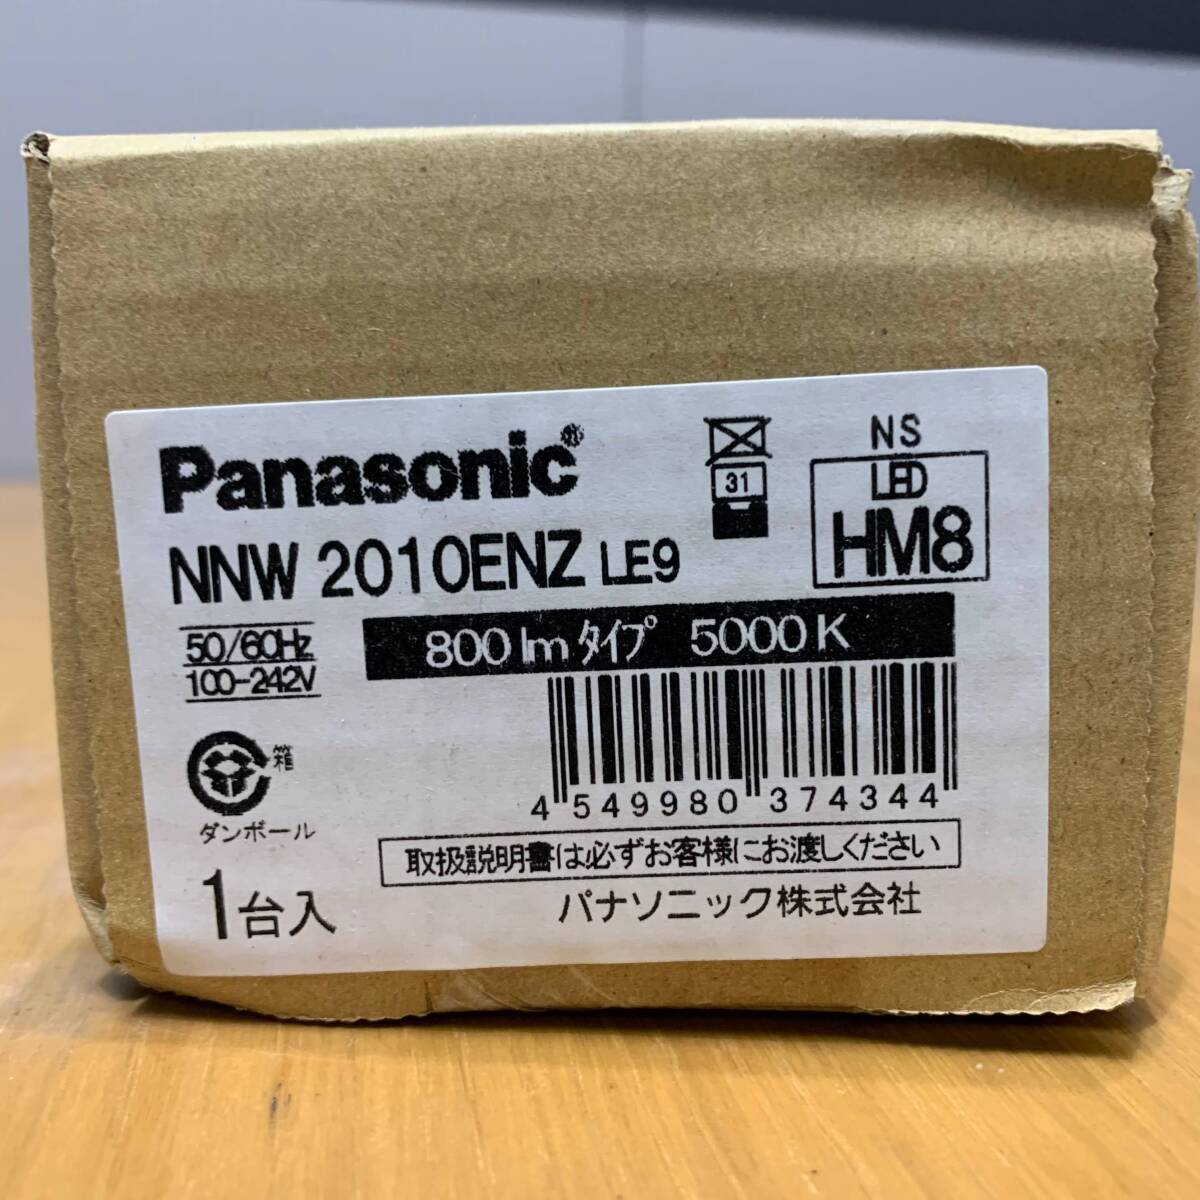 Panasonic®
NS
31
LED
HM8
NNW 2010ENZ LE9
50/60Hz
100-242V
800 lm タイプ 5000 K
箱
ダンボール
4 549980 374344
取扱説明書は必ずお客様にお渡しください
1台入
パナソニック株式会社